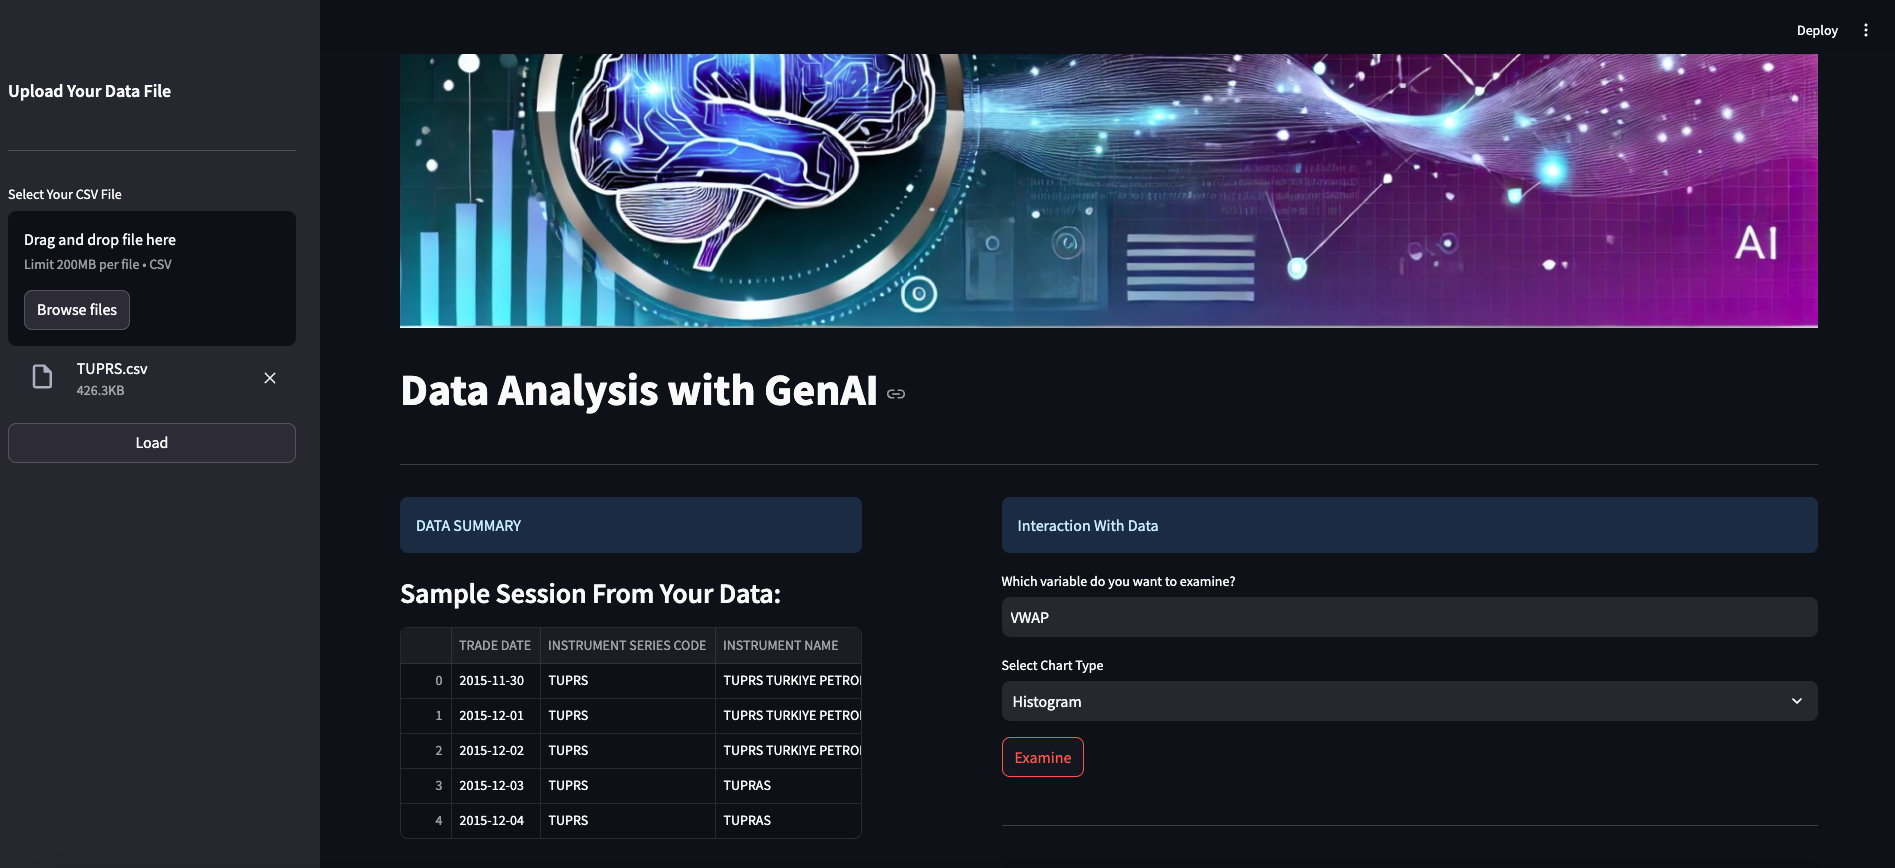 Deploy
Upload Your Data File
Select Your CSV File
Drag and drop file here
Limit 200MB per file • CSV
Browse files
TUPRS.csv
426.3KB
Load
AI
Data Analysis with GenAI
DATA SUMMARY
Sample Session From Your Data:
TRADE DATE INSTRUMENT SERIES CODE INSTRUMENT NAME
0 2015-11-30 TUPRS TUPRS TURKIYE PETRO
1 2015-12-01 TUPRS TUPRS TURKIYE PETRO
2 2015-12-02 TUPRS TUPRS TURKIYE PETRO
3 2015-12-03 TUPRS TUPRAS
4 2015-12-04 TUPRS TUPRAS
Interaction With Data
Which variable do you want to examine?
VWAP
Select Chart Type
Histogram
Examine